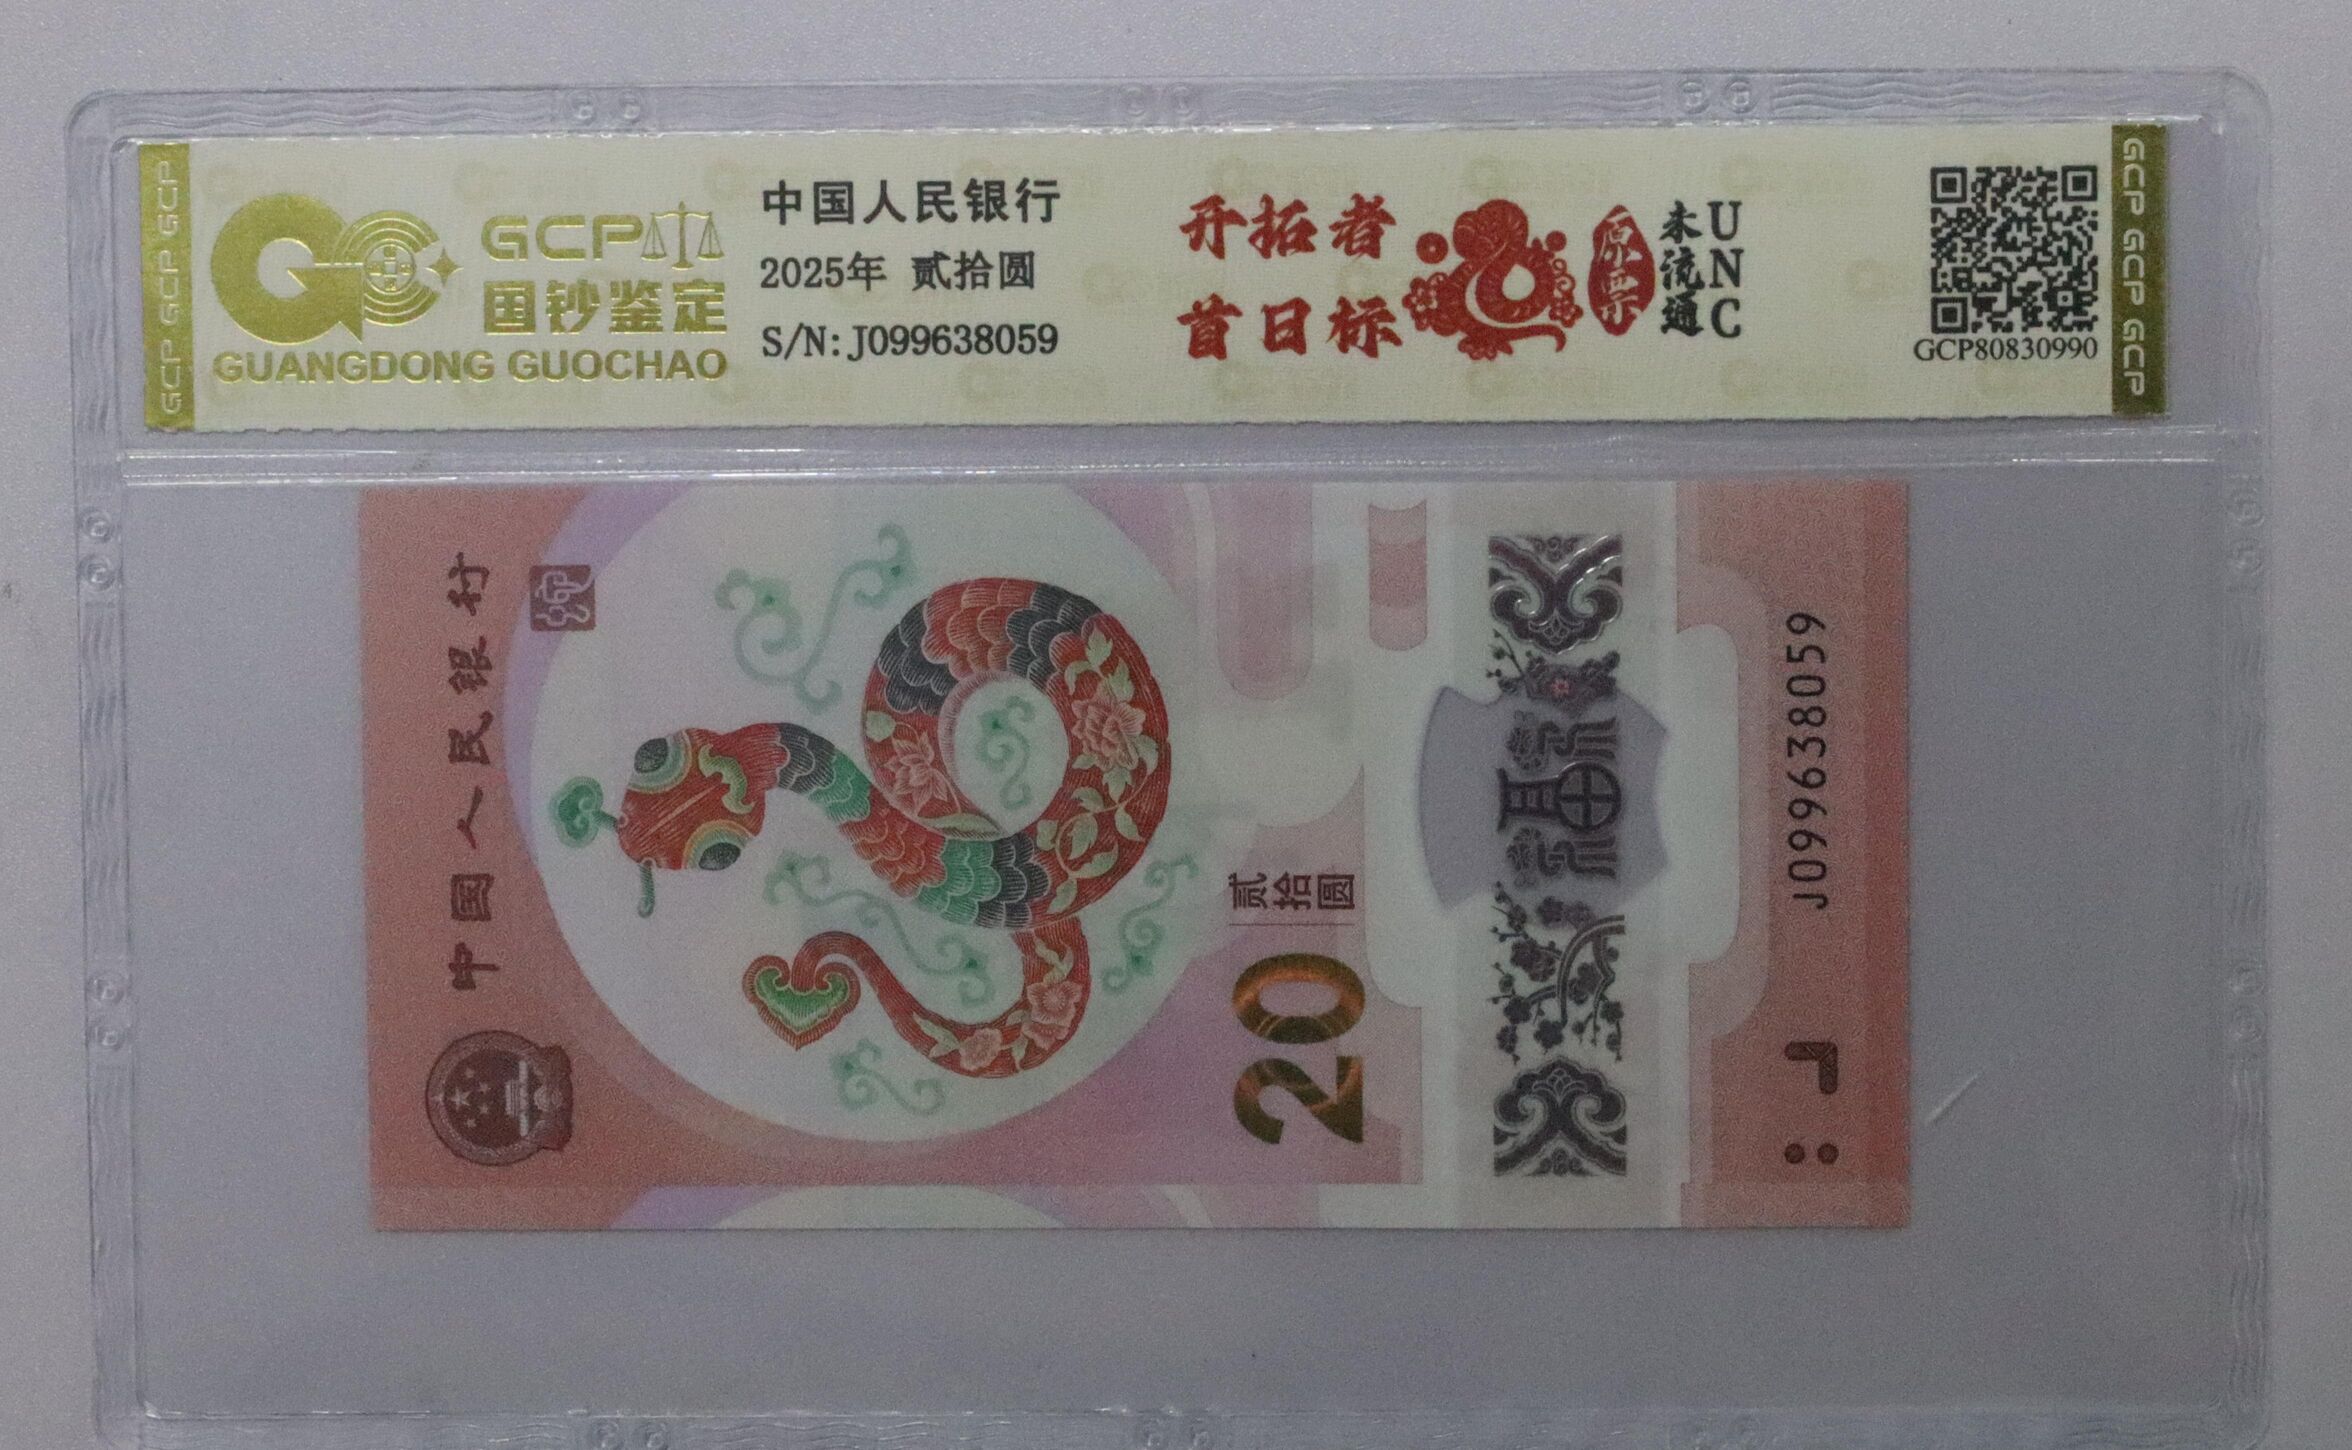 GCP GCP GCP
GCP
国钞鉴定
GUANGDONG GUOCHAO
中国人民银行
2025年 贰拾圆
S/N: J099638059
开拓者
首日标
原票
未流通
UNC
GCP80830990
GCP GCP GCP
中国人民银行
贰拾圆
20
福
J099638059